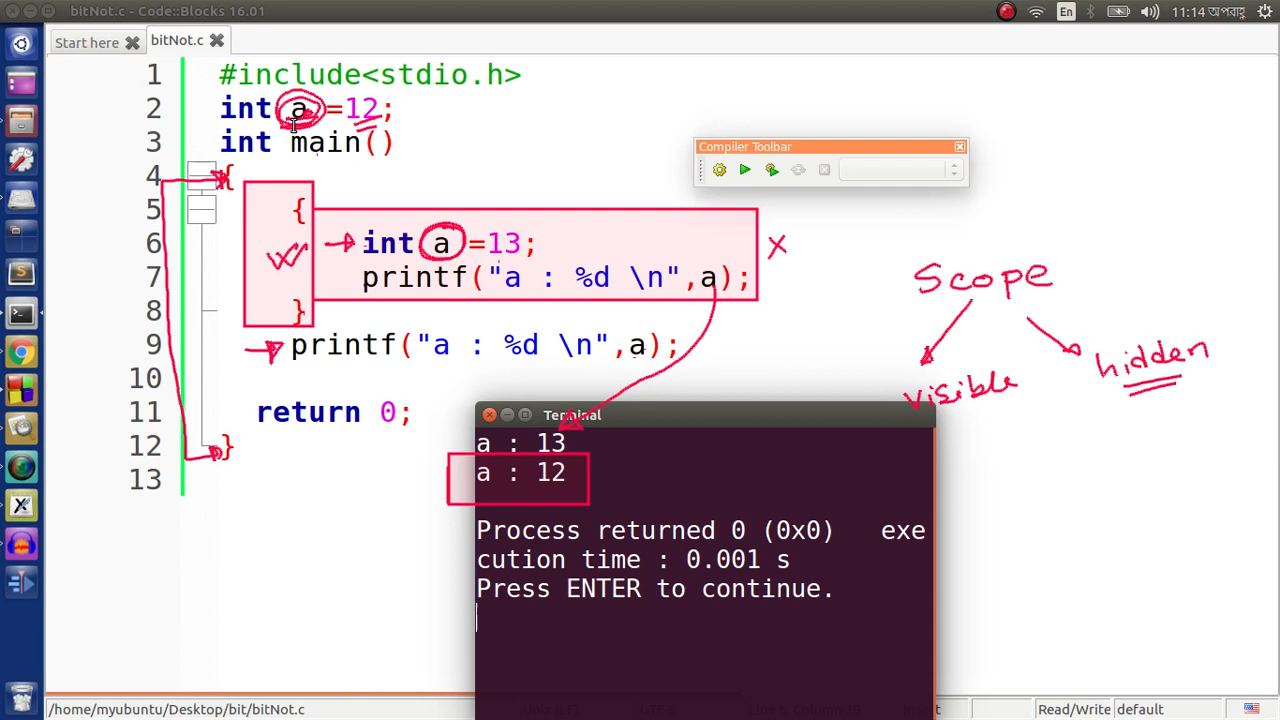 bitNot.c - Code::Blocks 16.01
En
11:14 অপরাহ্ণ
Start here
bitNot.c
1 #include<stdio.h>
2 int a =12;
3 int main()
4 {
5 {
6 int a =13;
7 printf("a : %d \n",a);
8 }
9 printf("a : %d \n",a);
10
11 return 0;
12 }
13
Compiler Toolbar
Scope
visible
hidden
Terminal
a : 13
a : 12
Process returned 0 (0x0) exe
cution time : 0.001 s
Press ENTER to continue.
/home/myubuntu/Desktop/bit/bitNot.c
Read/Write
default